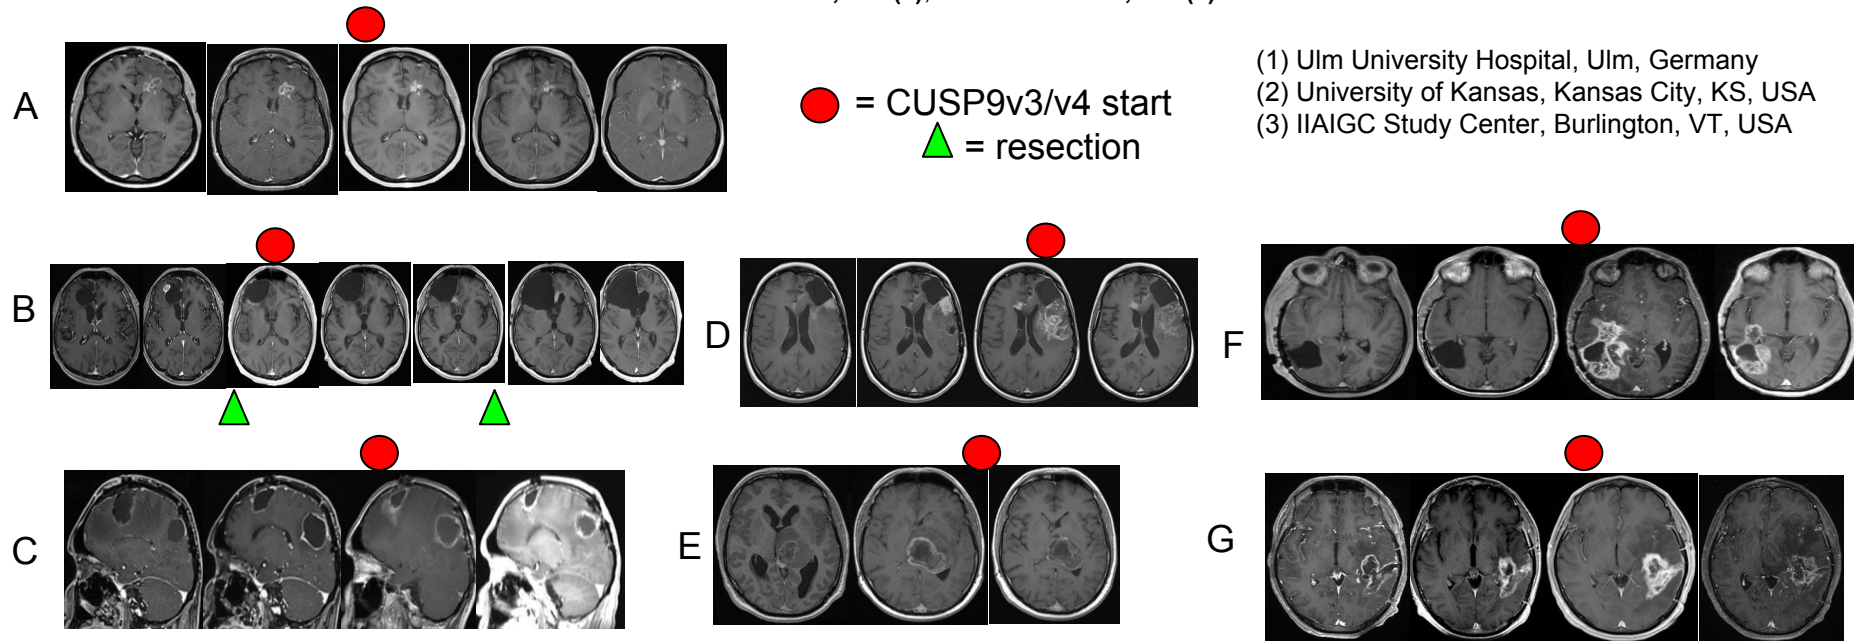 (1) Ulm University Hospital, Ulm, Germany
(2) University of Kansas, Kansas City, KS, USA
(3) IIAIGC Study Center, Burlington, VT, USA
= CUSP9v3/v4 start
= resection
A
B
C
D
E
F
G